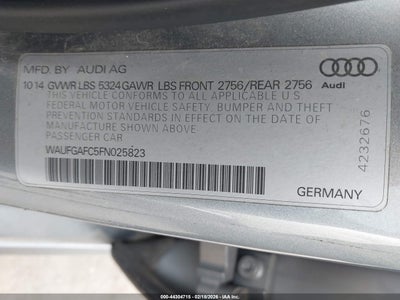 MFD. BY AUDI AG
10 14 GVWR LBS 5324 GAWR LBS FRONT 2756/REAR 2756
THIS VEHICLE CONFORMS TO ALL APPLICABLE U S
FEDERAL MOTOR VEHICLE SAFETY, BUMPER AND THEFT
PREVENTION STANDARDS IN EFFECT ON THE
DATE OF MANUFACTURE SHOWN ABOVE.
PASSENGER CAR
WAUFGAFC5FN025823
Audi
4232676
GERMANY
IAA 000-44304715 - 02/18/2026 - IAAI.COM